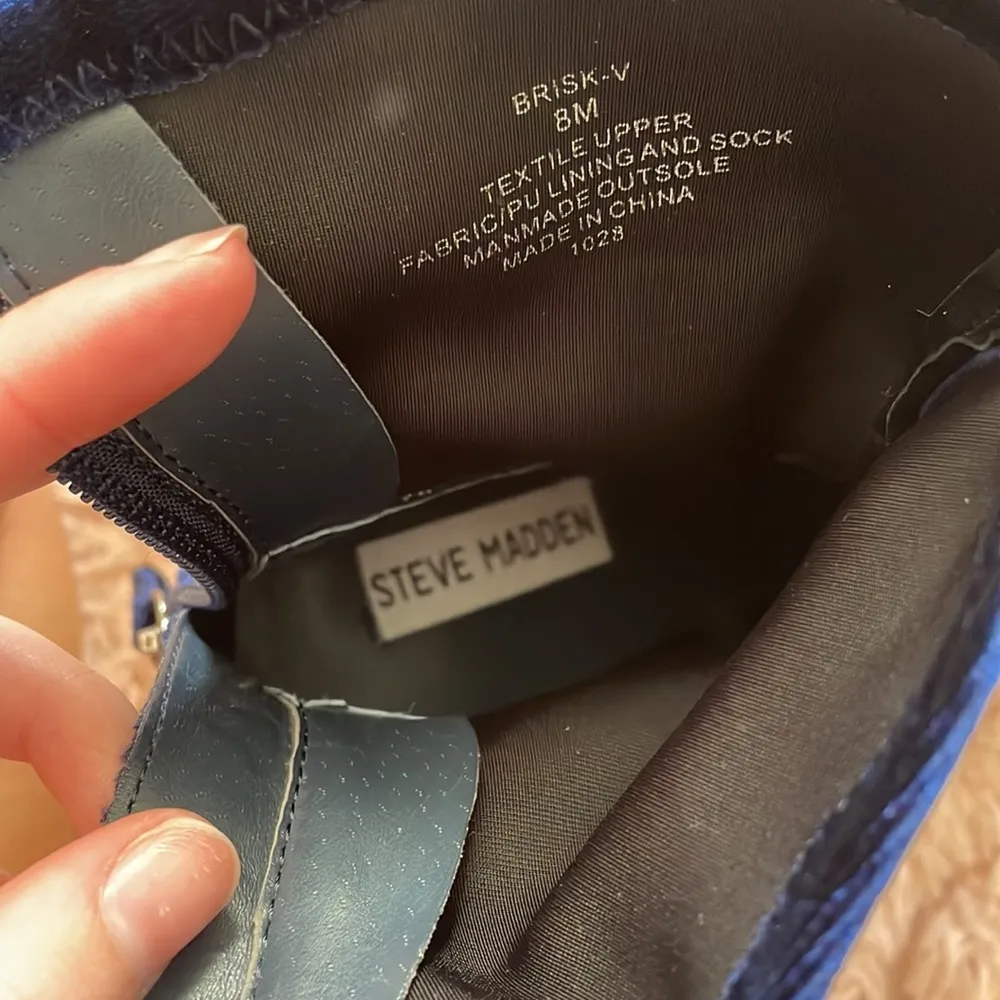 BRISK-V
8M
TEXTILE UPPER
FABRIC/PU LINING AND SOCK
MANMADE OUTSOLE
MADE IN CHINA
1028
STEVE MADDEN